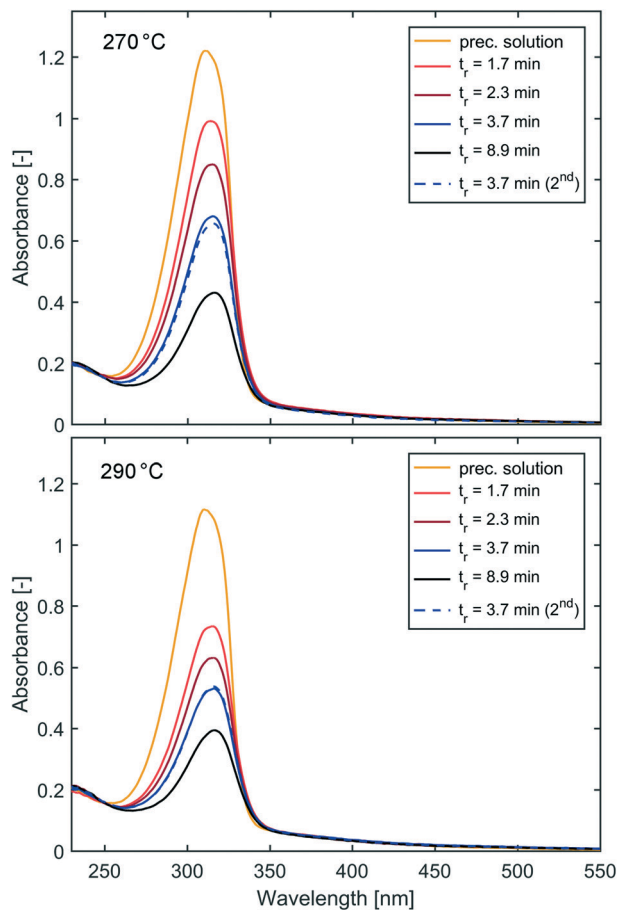 270 °C
prec. solution
t_r = 1.7 min
t_r = 2.3 min
t_r = 3.7 min
t_r = 8.9 min
t_r = 3.7 min (2^nd)
Absorbance [-]
1.2
1
0.8
0.6
0.4
0.2
0
290 °C
prec. solution
t_r = 1.7 min
t_r = 2.3 min
t_r = 3.7 min
t_r = 8.9 min
t_r = 3.7 min (2^nd)
Absorbance [-]
1.2
1
0.8
0.6
0.4
0.2
0
250 300 350 400 450 500 550
Wavelength [nm]